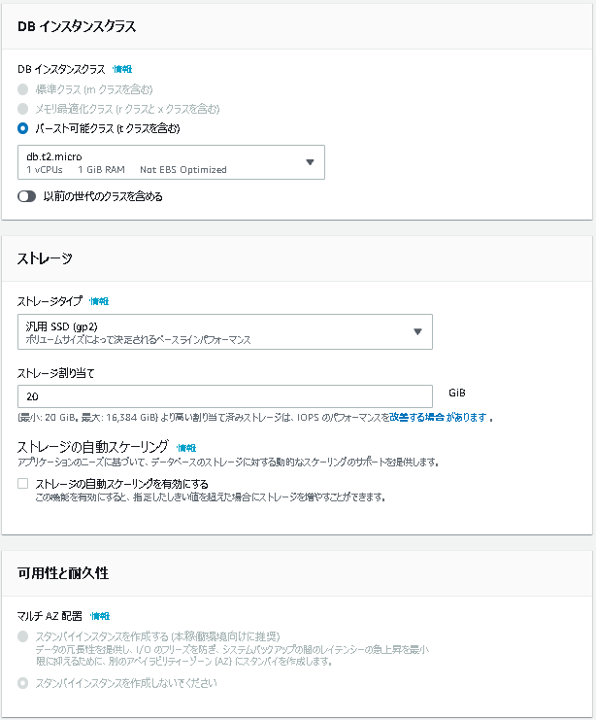 DB インスタンスクラス
DB インスタンスクラス 情報
標準クラス (m クラスを含む)
メモリ最適化クラス (r クラスと x クラスを含む)
バースト可能クラス (t クラスを含む)
db.t2.micro
1 vCPUs 1 GiB RAM Not EBS Optimized
以前の世代のクラスを含める
ストレージ
ストレージタイプ 情報
汎用 SSD (gp2)
ボリュームサイズによって決定されるベースラインパフォーマンス
ストレージ割り当て
20 GiB
(最小: 20 GiB, 最大: 16,384 GiB) より高い割り当て済みストレージは、IOPS のパフォーマンスを改善する場合 があります 。
ストレージの自動スケーリング 情報
アプリケーションのニーズに基づいて、データベースのストレージに対する動的なスケーリングのサポートを提供します。
ストレージの自動スケーリングを有効にする
この機能を有効にすると、指定したしきい値を超えた場合にストレージを増やすことができます。
可用性と耐久性
マルチ AZ 配置 情報
スタンバイインスタンスを作成する (本稼働環境向けに推奨)
データの冗長性を提供し、I/O のフリーズを防ぎ、システムバックアップの間のレイテンシーの急上昇を最小
限に抑えるために、別のアベイラビリティーゾーン (AZ) にスタンバイを作成します。
スタンバイインスタンスを作成しないでください